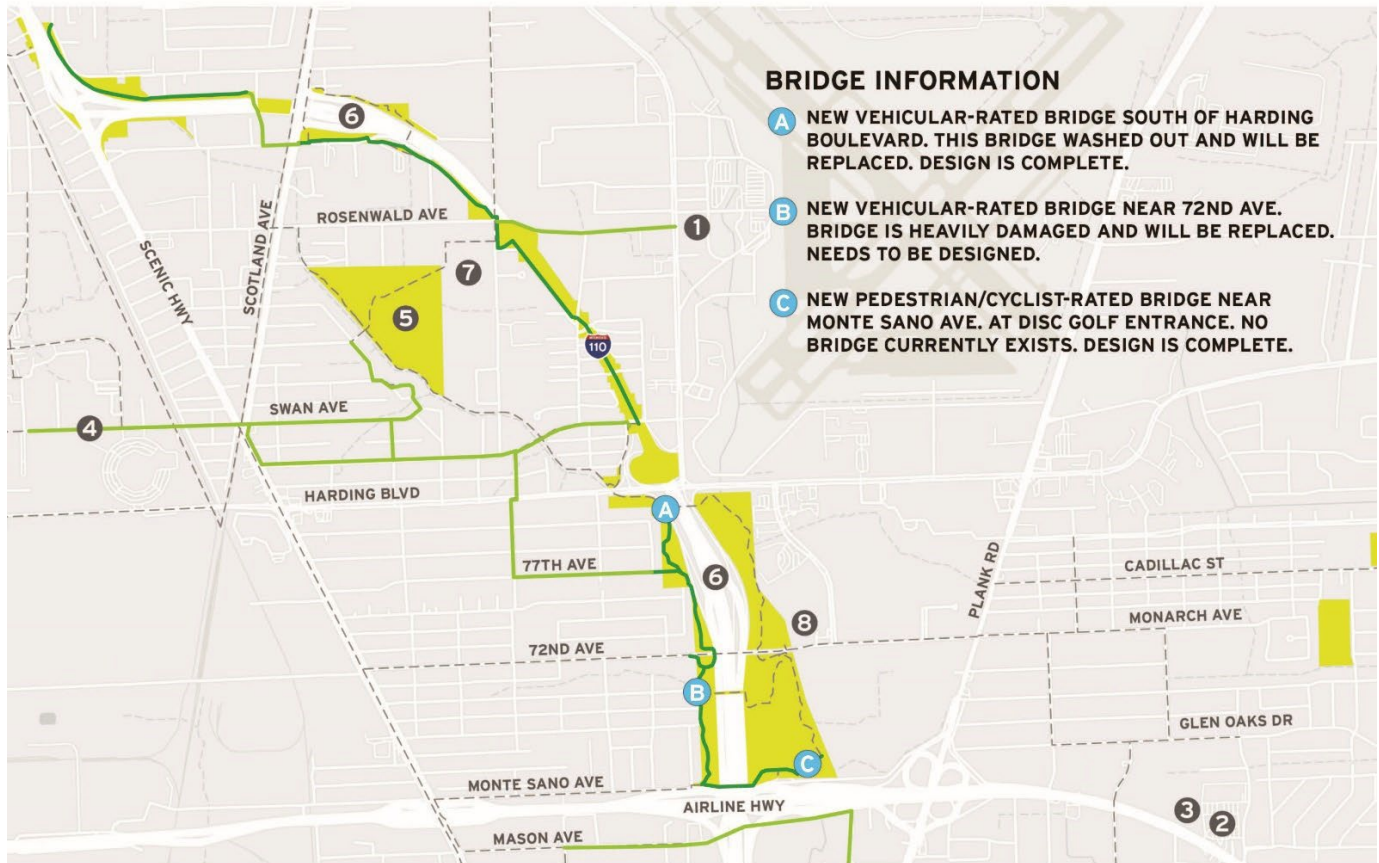 BRIDGE INFORMATION
A
NEW VEHICULAR-RATED BRIDGE SOUTH OF HARDING
BOULEVARD. THIS BRIDGE WASHED OUT AND WILL BE
REPLACED. DESIGN IS COMPLETE.
B
NEW VEHICULAR-RATED BRIDGE NEAR 72ND AVE.
BRIDGE IS HEAVILY DAMAGED AND WILL BE REPLACED.
NEEDS TO BE DESIGNED.
C
NEW PEDESTRIAN/CYCLIST-RATED BRIDGE NEAR
MONTE SANO AVE. AT DISC GOLF ENTRANCE. NO
BRIDGE CURRENTLY EXISTS. DESIGN IS COMPLETE.
6
SCOTLAND AVE
ROSENWALD AVE
1
SCENIC HWY
7
5
110
SWAN AVE
4
HARDING BLVD
A
77TH AVE
6
PLANK RD
CADILLAC ST
MONARCH AVE
8
72ND AVE
B
GLEN OAKS DR
C
MONTE SANO AVE
AIRLINE HWY
3
2
MASON AVE